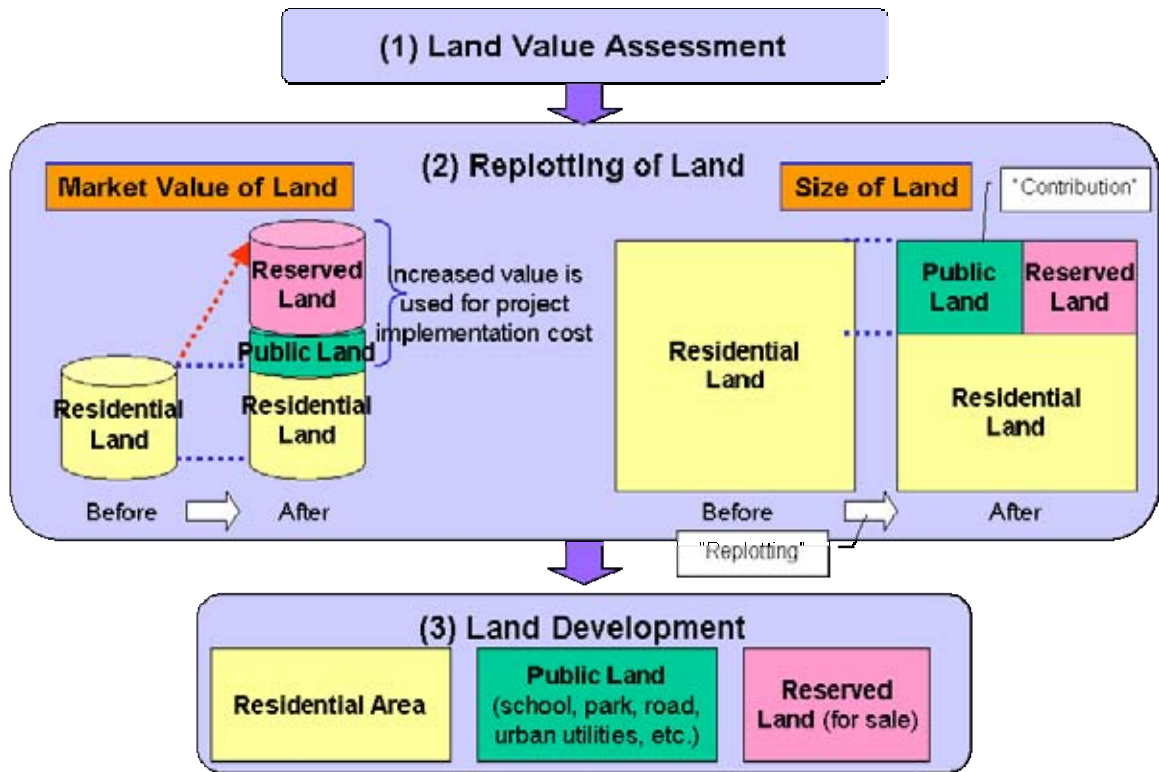 (1) Land Value Assessment
(2) Replotting of Land
Market Value of Land
Size of Land
"Contribution"
Reserved
Land
Public Land
Residential
Land
Residential
Land
Increased value is
used for project
implementation cost
Before
After
Residential
Land
Public
Land
Reserved
Land
Residential
Land
Before
After
"Replotting"
(3) Land Development
Residential Area
Public Land
(school, park, road,
urban utilities, etc.)
Reserved
Land (for sale)